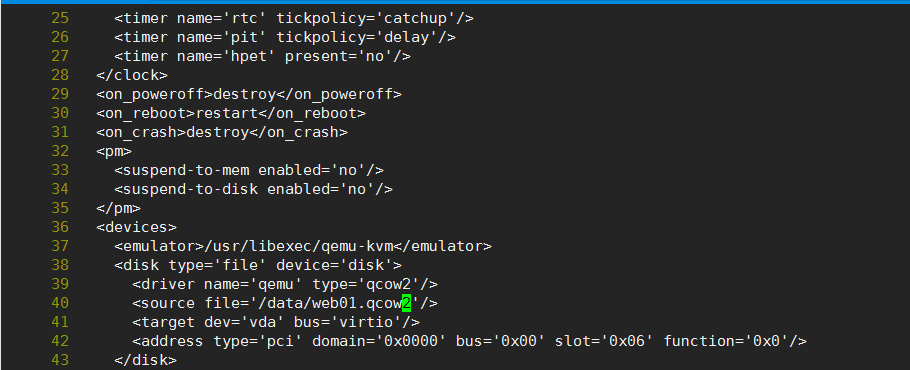 25 <timer name='rtc' tickpolicy='catchup'/>
26 <timer name='pit' tickpolicy='delay'/>
27 <timer name='hpet' present='no'/>
28 </clock>
29 <on_poweroff>destroy</on_poweroff>
30 <on_reboot>restart</on_reboot>
31 <on_crash>destroy</on_crash>
32 <pm>
33 <suspend-to-mem enabled='no'/>
34 <suspend-to-disk enabled='no'/>
35 </pm>
36 <devices>
37 <emulator>/usr/libexec/qemu-kvm</emulator>
38 <disk type='file' device='disk'>
39 <driver name='qemu' type='qcow2'/>
40 <source file='/data/web01.qcow2'/>
41 <target dev='vda' bus='virtio'/>
42 <address type='pci' domain='0x0000' bus='0x00' slot='0x06' function='0x0'/>
43 </disk>